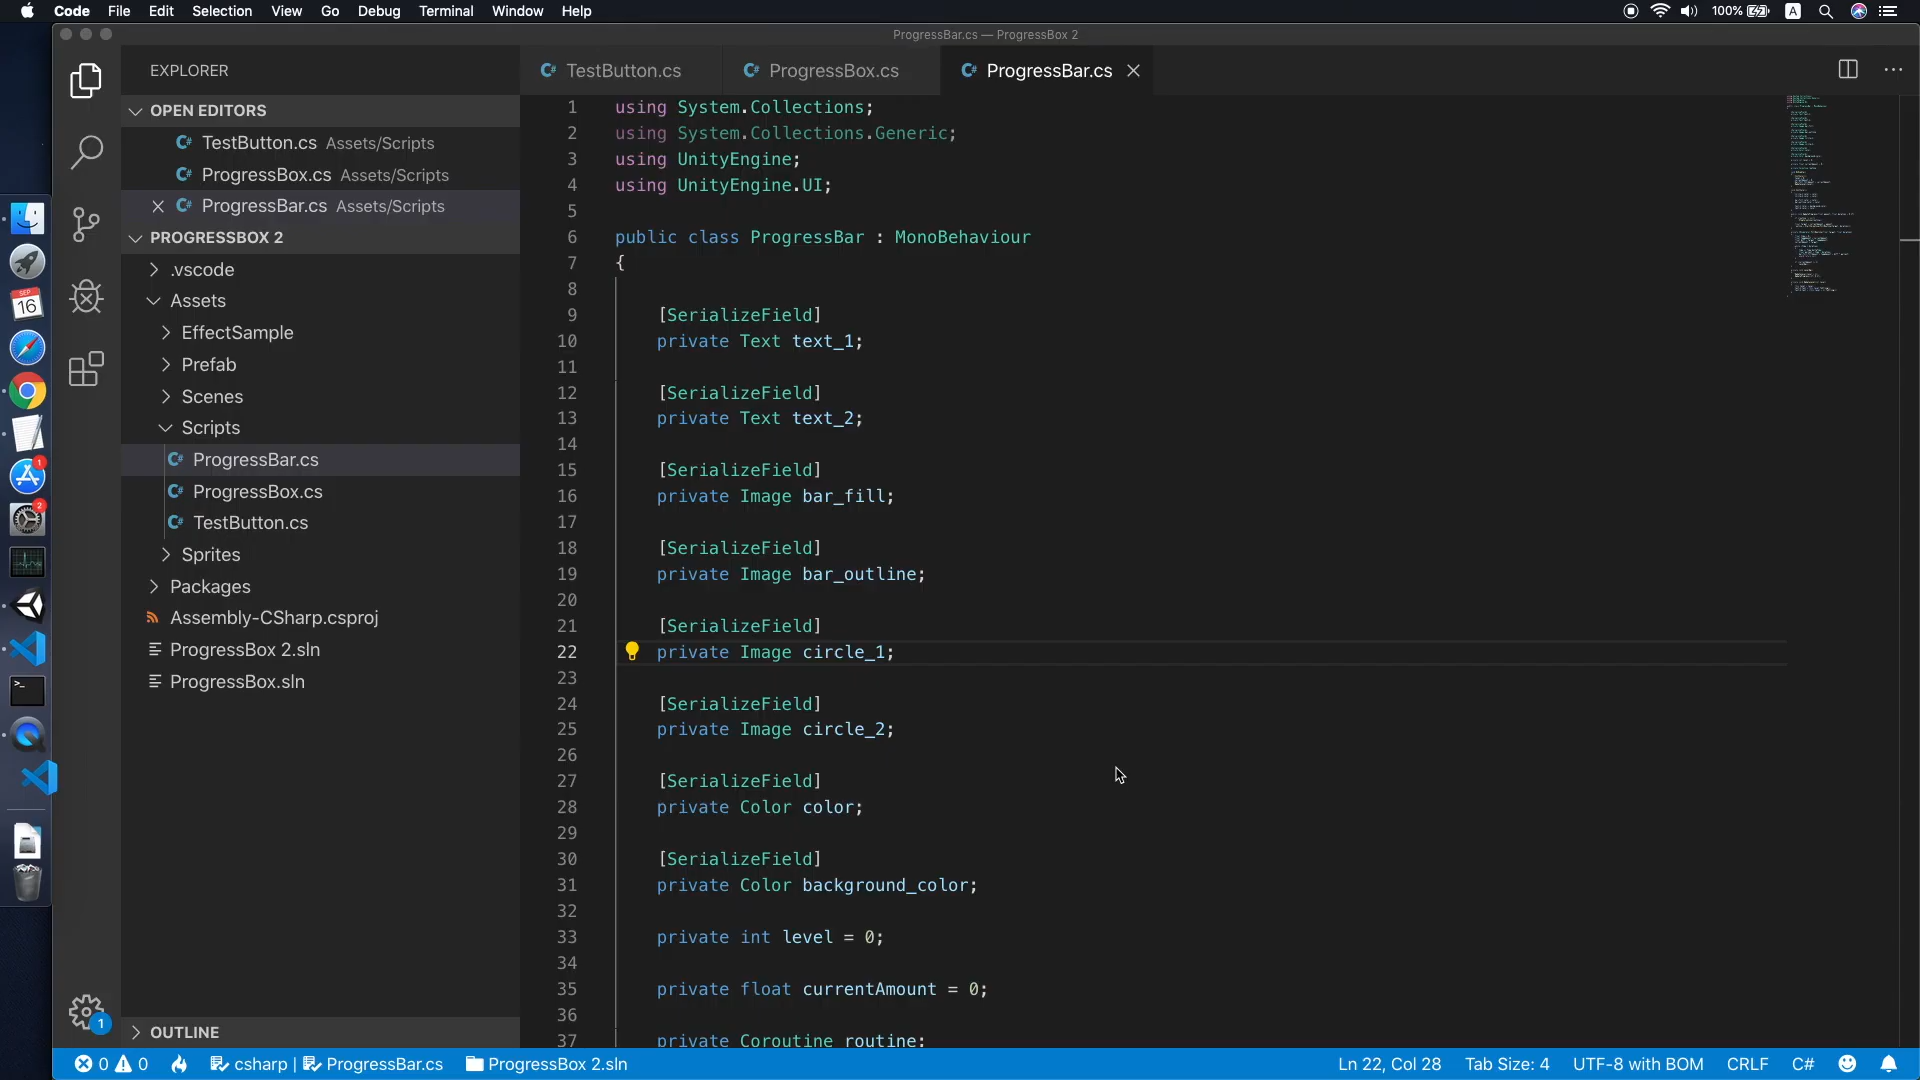 Code File Edit Selection View Go Debug Terminal Window Help 100% A
ProgressBar.cs — ProgressBox 2
EXPLORER
OPEN EDITORS
TestButton.cs Assets/Scripts
ProgressBox.cs Assets/Scripts
ProgressBar.cs Assets/Scripts
PROGRESSBOX 2
.vscode
Assets
EffectSample
Prefab
Scenes
Scripts
ProgressBar.cs
ProgressBox.cs
TestButton.cs
Sprites
Packages
Assembly-CSharp.csproj
ProgressBox 2.sln
ProgressBox.sln
OUTLINE
SEP
16
1
2
1
TestButton.cs ProgressBox.cs ProgressBar.cs
1 using System.Collections;
2 using System.Collections.Generic;
3 using UnityEngine;
4 using UnityEngine.UI;
5
6 public class ProgressBar : MonoBehaviour
7 {
8
9 [SerializeField]
10 private Text text_1;
11
12 [SerializeField]
13 private Text text_2;
14
15 [SerializeField]
16 private Image bar_fill;
17
18 [SerializeField]
19 private Image bar_outline;
20
21 [SerializeField]
22 private Image circle_1;
23
24 [SerializeField]
25 private Image circle_2;
26
27 [SerializeField]
28 private Color color;
29
30 [SerializeField]
31 private Color background_color;
32
33 private int level = 0;
34
35 private float currentAmount = 0;
36
37 private Coroutine routine;
0 0 csharp | ProgressBar.cs ProgressBox 2.sln Ln 22, Col 28 Tab Size: 4 UTF-8 with BOM CRLF C#